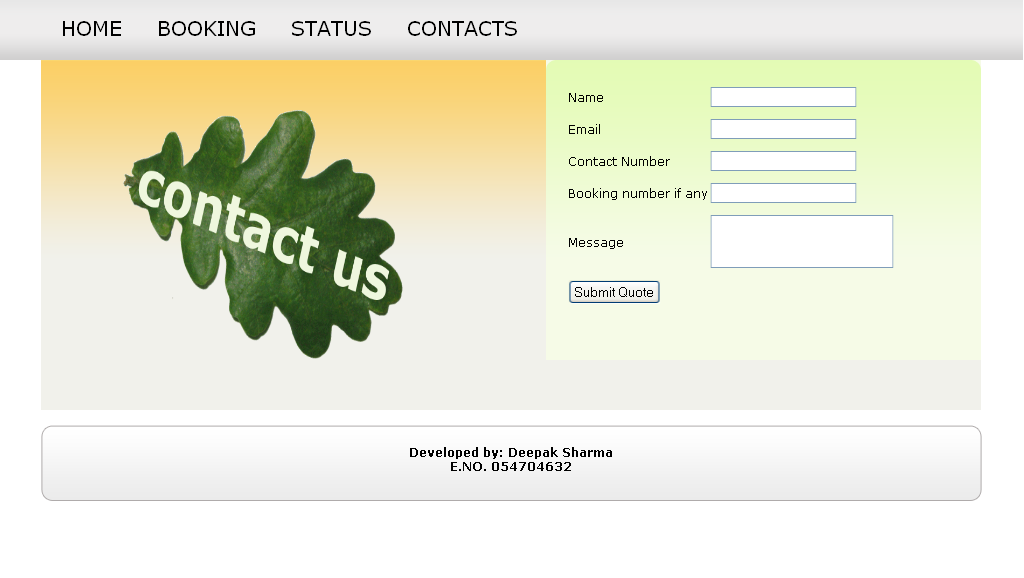 HOME BOOKING STATUS CONTACTS
contact us
Name
Email
Contact Number
Booking number if any
Message
Submit Quote
Developed by: Deepak Sharma
E.NO. 054704632